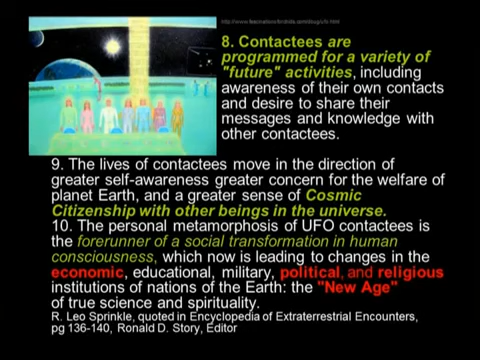 8. Contactees are
programmed for a variety of
"future" activities, including
awareness of their own contacts
and desire to share their
messages and knowledge with
other contactees.
9. The lives of contactees move in the direction of
greater self-awareness greater concern for the welfare of
planet Earth, and a greater sense of Cosmic
Citizenship with other beings in the universe.
10. The personal metamorphosis of UFO contactees is
the forerunner of a social transformation in human
consciousness, which now is leading to changes in the
economic, educational, military, political, and religious
institutions of nations of the Earth: the "New Age"
of true science and spirituality.
R. Leo Sprinkle, quoted in Encyclopedia of Extraterrestrial Encounters,
pg 136-140, Ronald D. Story, Editor